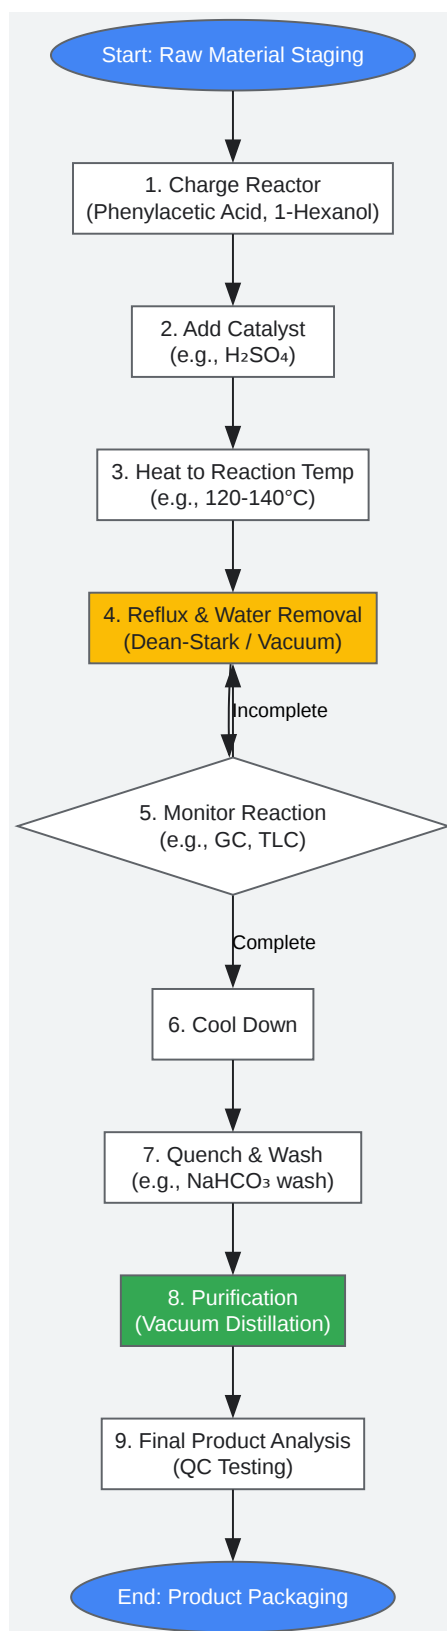 Start: Raw Material Staging
1. Charge Reactor
(Phenylacetic Acid, 1-Hexanol)
2. Add Catalyst
(e.g., H₂SO₄)
3. Heat to Reaction Temp
(e.g., 120-140°C)
4. Reflux & Water Removal
(Dean-Stark / Vacuum)
Incomplete
5. Monitor Reaction
(e.g., GC, TLC)
Complete
6. Cool Down
7. Quench & Wash
(e.g., NaHCO₃ wash)
8. Purification
(Vacuum Distillation)
9. Final Product Analysis
(QC Testing)
End: Product Packaging